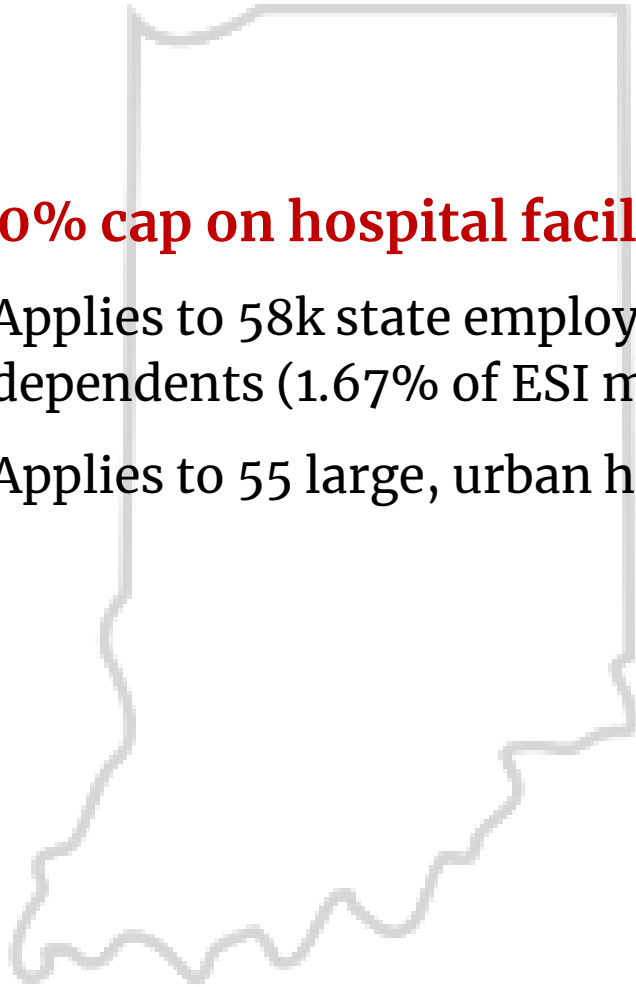 0% cap on hospital facil
Applies to 58k state employ
dependents (1.67% of ESI m
Applies to 55 large, urban h